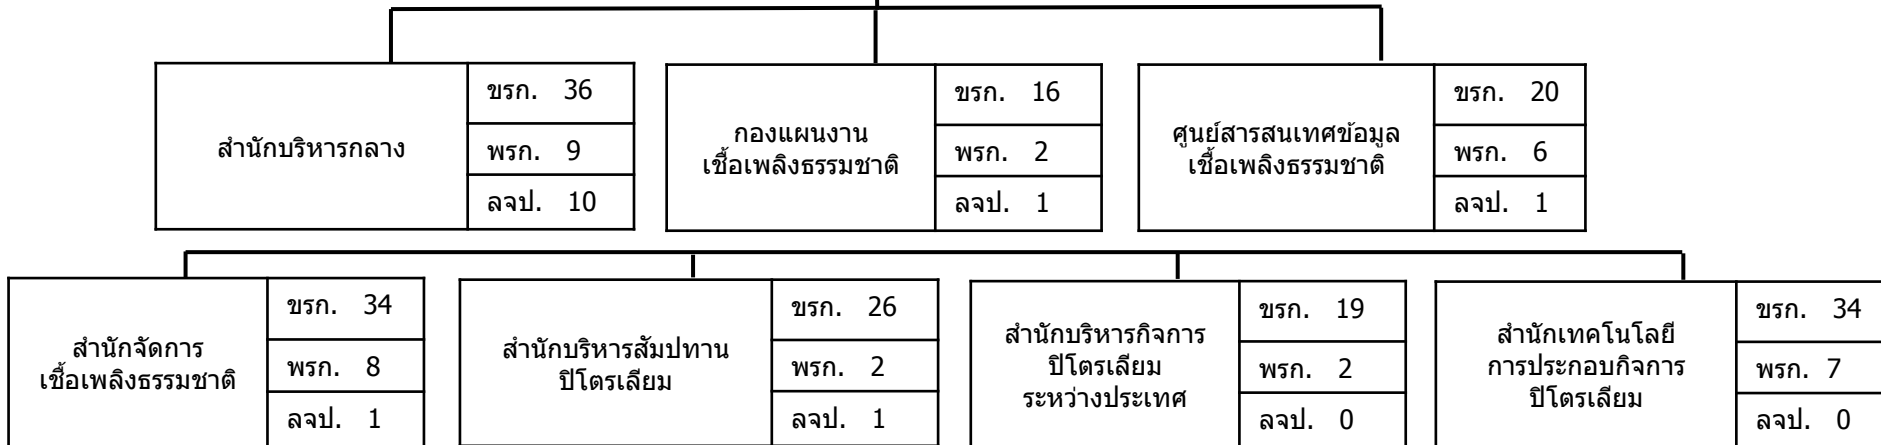 สำนักบริหารกลาง
ขรก. 36
พรก. 9
ลจป. 10
กองแผนงาน
เชื้อเพลิงธรรมชาติ
ขรก. 16
พรก. 2
ลจป. 1
ศูนย์สารสนเทศข้อมูล
เชื้อเพลิงธรรมชาติ
ขรก. 20
พรก. 6
ลจป. 1
สำนักจัดการ
เชื้อเพลิงธรรมชาติ
ขรก. 34
พรก. 8
ลจป. 1
สำนักบริหารสัมปทาน
ปิโตรเลียม
ขรก. 26
พรก. 2
ลจป. 1
สำนักบริหารกิจการ
ปิโตรเลียม
ระหว่างประเทศ
ขรก. 19
พรก. 2
ลจป. 0
สำนักเทคโนโลยี
การประกอบกิจการ
ปิโตรเลียม
ขรก. 34
พรก. 7
ลจป. 0